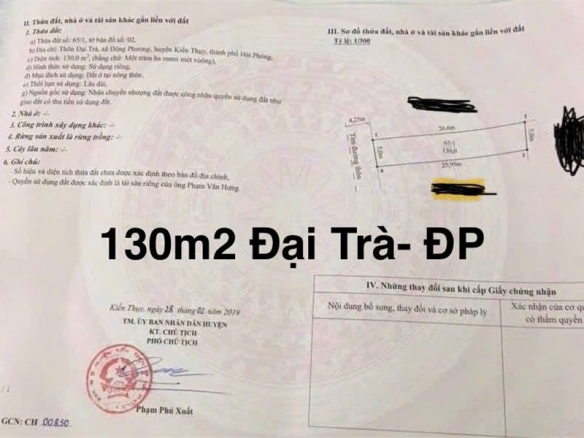 II. Thửa đất, nhà ở và tài sản khác gắn liền với đất
1. Thửa đất:
a) Thửa đất số: 65/1, tờ bản đồ số: 02,
b) Địa chỉ: Thôn Đại Trà, xã Đông Phương, huyện Kiến Thụy, thành phố Hải Phòng,
c) Diện tích: 130,0 m², (bằng chữ: Một trăm ba mươi mét vuông),
d) Hình thức sử dụng: Sử dụng riêng,
đ) Mục đích sử dụng: Đất ở tại nông thôn,
e) Thời hạn sử dụng: Lâu dài,
g) Nguồn gốc sử dụng: Nhận chuyển nhượng đất được công nhận quyền sử dụng đất như
giao đất có thu tiền sử dụng đất.
2. Nhà ở: -/-
3. Công trình xây dựng khác: -/-
4. Rừng sản xuất là rừng trồng: -/-
5. Cây lâu năm: -/-
6. Ghi chú:
- Số hiệu và diện tích thửa đất chưa được xác định theo bản đồ địa chính.
- Quyền sử dụng đất được xác định là tài sản riêng của ông Phạm Văn Hưng.
III. Sơ đồ thửa đất, nhà ở và tài sản khác gắn liền với đất
Tỷ lệ: 1/300
4,25m
Tim đường thôn
26.0m
5.0m
65/1
130,0
5.0m
25,99m
130m2 Đại Trà- ĐP
Kiến Thụy, ngày 28 tháng 02 năm 2019
TM. ỦY BAN NHÂN DÂN HUYỆN
KT. CHỦ TỊCH
PHÓ CHỦ TỊCH
Phạm Phú Xuất
GCN: CH 00850
IV. Những thay đổi sau khi cấp Giấy chứng nhận
Nội dung bổ sung, thay đổi và cơ sở pháp lý
Xác nhận của cơ qu
có thẩm quyền